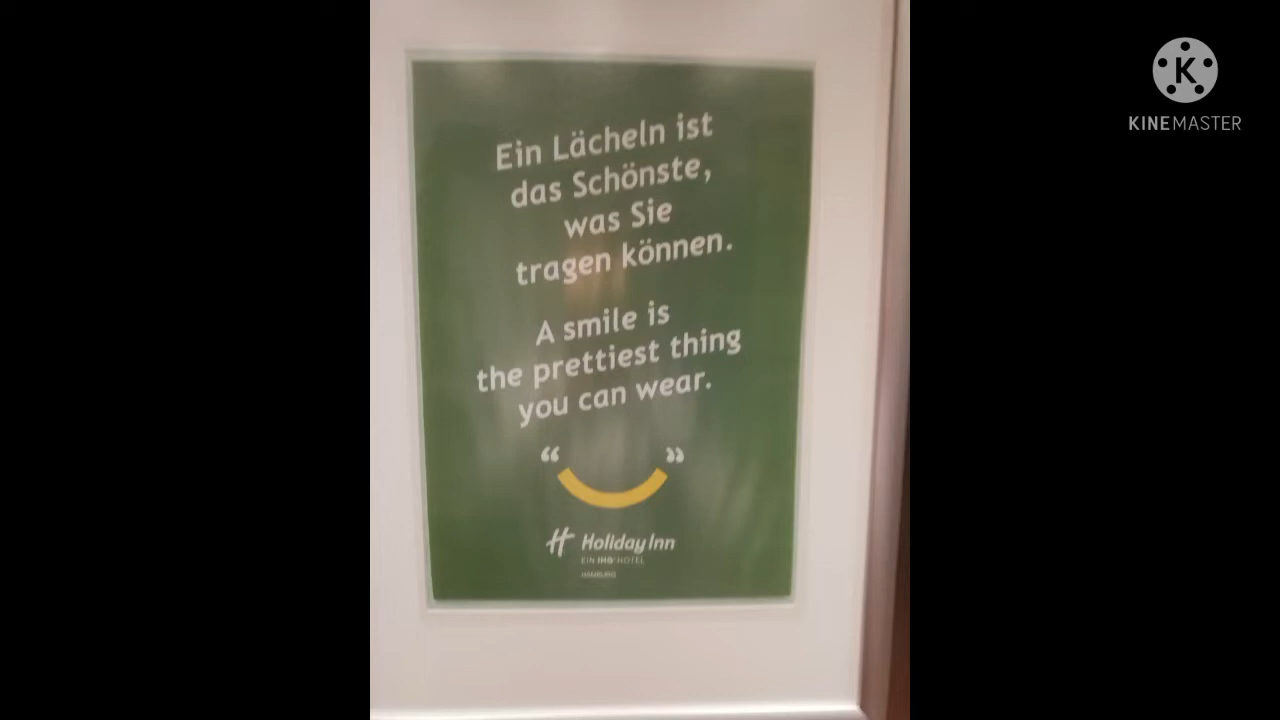 Ein Lächeln ist
das Schönste,
was Sie
tragen können.
A smile is
the prettiest thing
you can wear.
“ ”
Holiday Inn
EIN IHG® HOTEL
HAMBURG
K
KINEMASTER